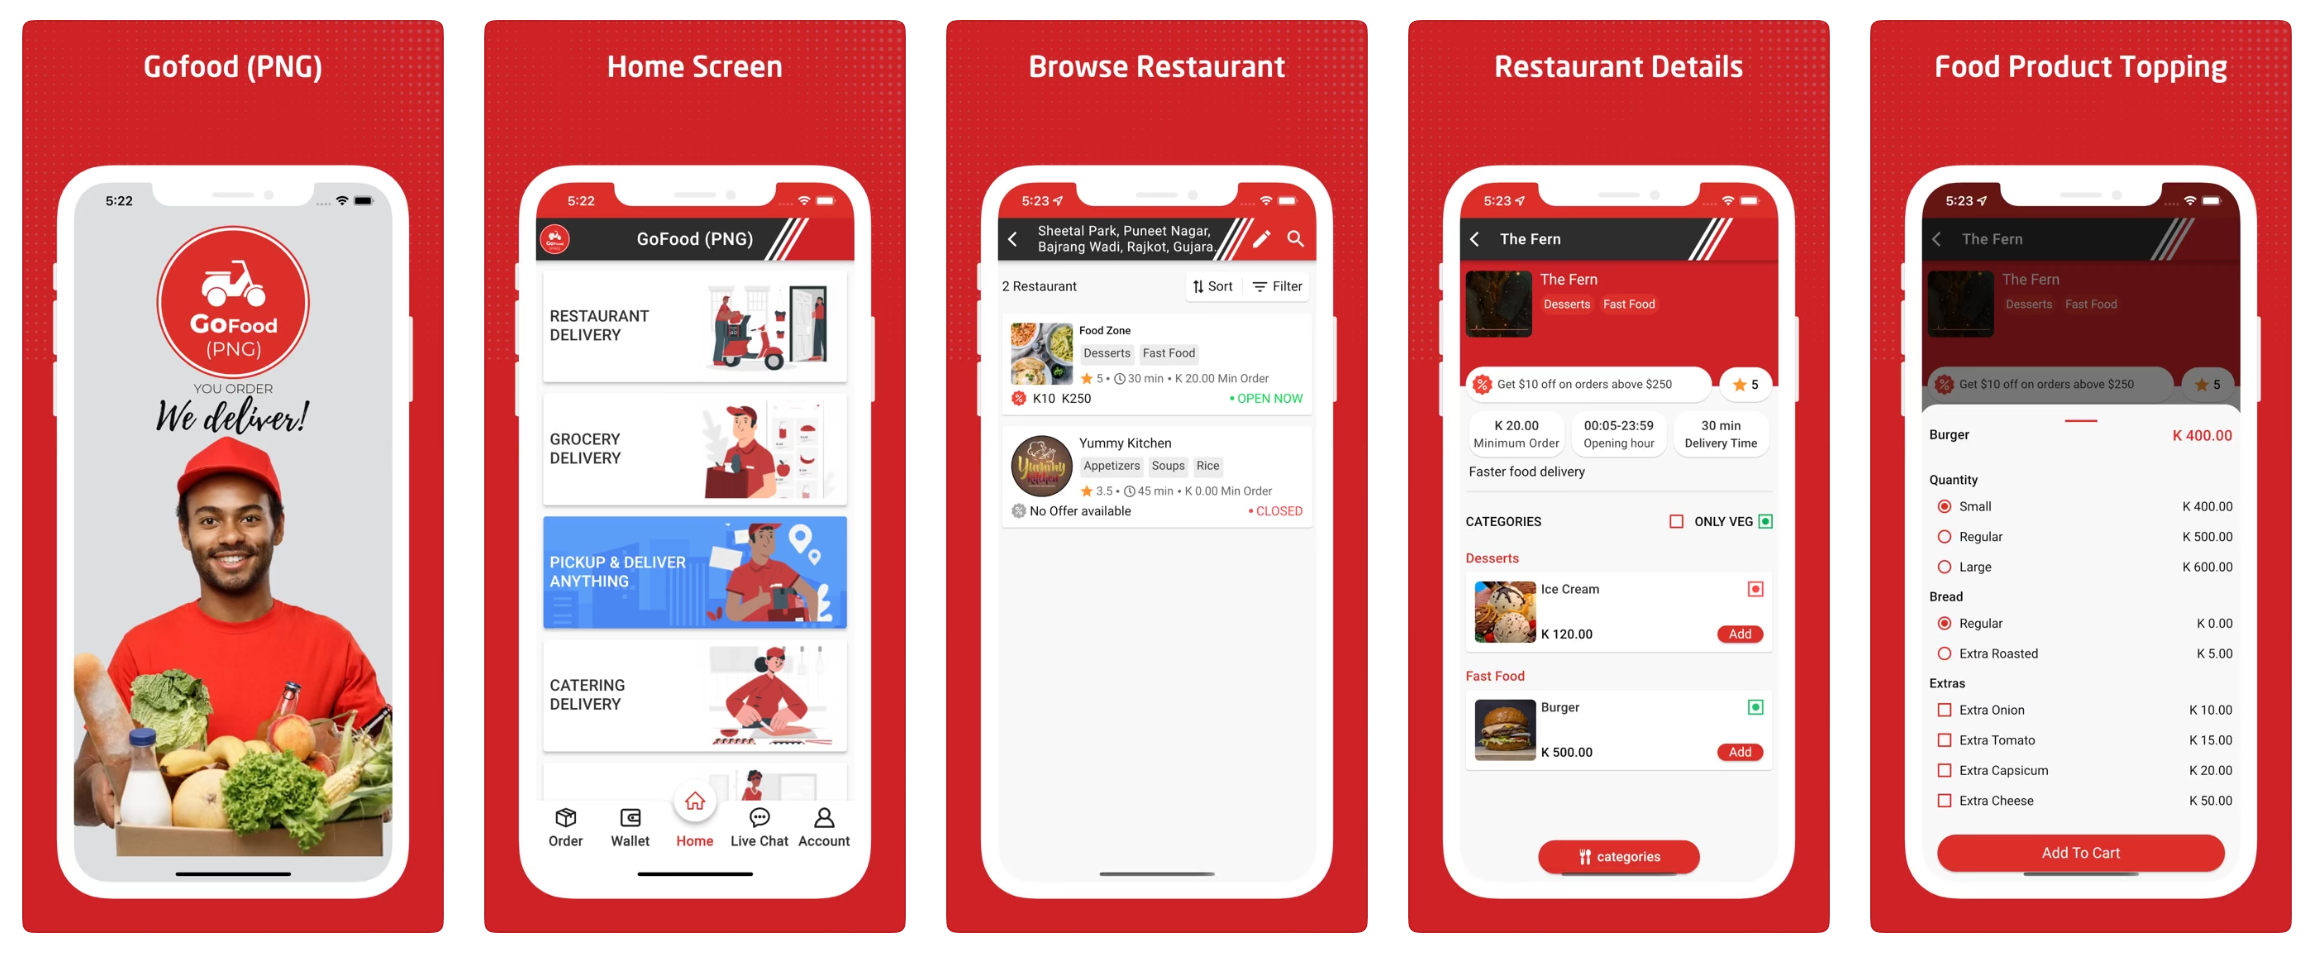 Gofood (PNG)
5:22
GoFood
(PNG)
YOU ORDER
We deliver!
Home Screen
5:22
GoFood (PNG)
RESTAURANT
DELIVERY
GROCERY
DELIVERY
PICKUP & DELIVER
ANYTHING
CATERING
DELIVERY
Order
Wallet
Home
Live Chat
Account
Browse Restaurant
5:23
Sheetal Park, Puneet Nagar,
Bajrang Wadi, Rajkot, Gujara..
2 Restaurant
Sort
Filter
Food Zone
Desserts
Fast Food
5 • 30 min • K 20.00 Min Order
K10 K250
• OPEN NOW
Yummy Kitchen
Yummy
kitchen
Appetizers
Soups
Rice
3.5 • 45 min • K 0.00 Min Order
No Offer available
• CLOSED
Restaurant Details
5:23
The Fern
The Fern
Desserts
Fast Food
Get $10 off on orders above $250
5
K 20.00
Minimum Order
00:05-23:59
Opening hour
30 min
Delivery Time
Faster food delivery
CATEGORIES
ONLY VEG
Desserts
Ice Cream
K 120.00
Add
Fast Food
Burger
K 500.00
Add
categories
Food Product Topping
5:23
The Fern
The Fern
Desserts
Fast Food
Get $10 off on orders above $250
5
Burger
K 400.00
Quantity
Small
K 400.00
Regular
K 500.00
Large
K 600.00
Bread
Regular
K 0.00
Extra Roasted
K 5.00
Extras
Extra Onion
K 10.00
Extra Tomato
K 15.00
Extra Capsicum
K 20.00
Extra Cheese
K 50.00
Add To Cart